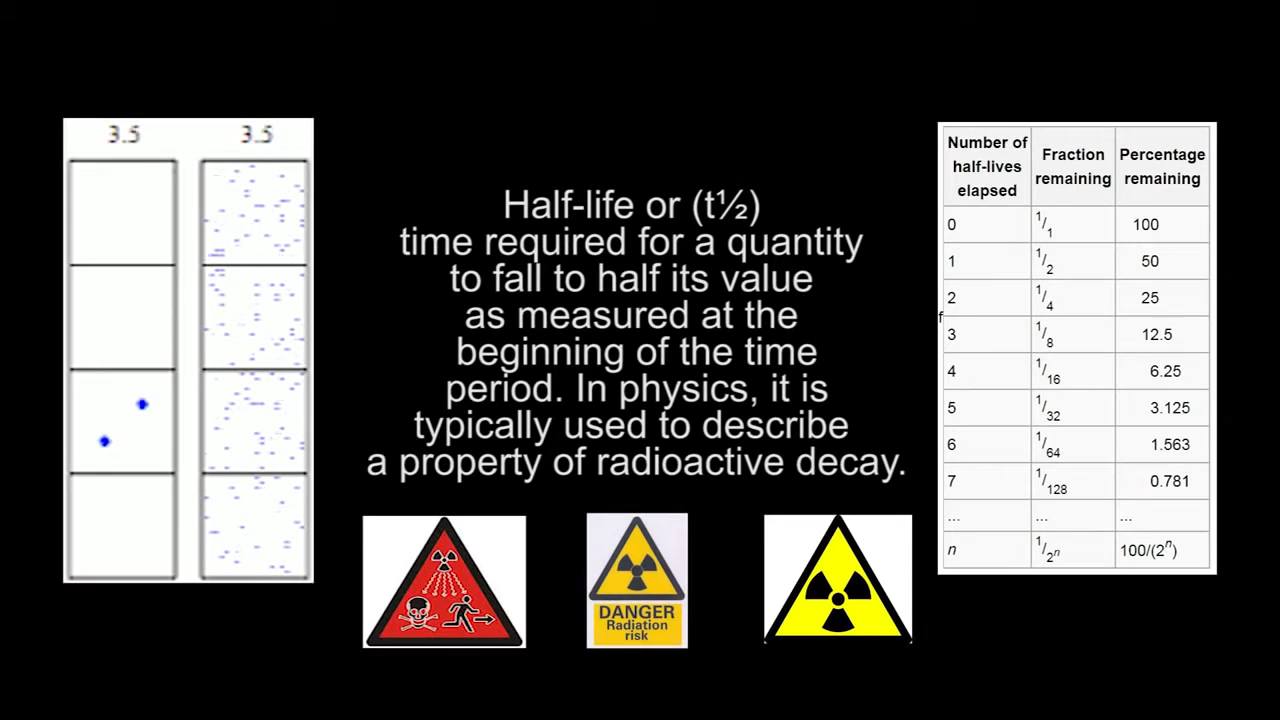 3.5 3.5
Half-life or (t½)
time required for a quantity
to fall to half its value
as measured at the
beginning of the time
period. In physics, it is
typically used to describe
a property of radioactive decay.
DANGER
Radiation
risk
Number of half-lives elapsed Fraction remaining Percentage remaining
0 1/1 100
1 1/2 50
2 1/4 25
f
3 1/8 12.5
4 1/16 6.25
5 1/32 3.125
6 1/64 1.563
7 1/128 0.781
... ... ...
n 1/2ⁿ 100/(2ⁿ)